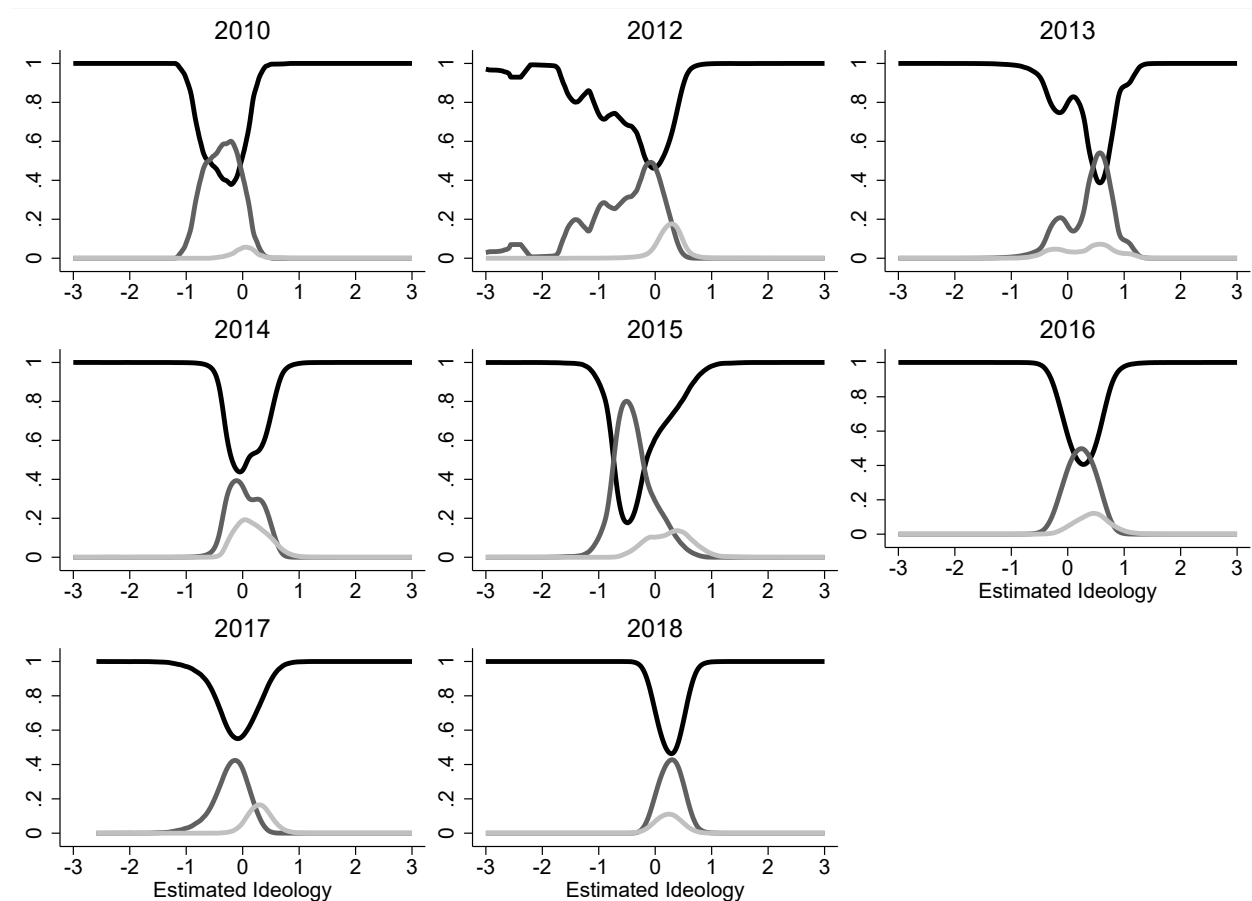 2010 2012 2013
1 1 1
.8 .8 .8
.6 .6 .6
.4 .4 .4
.2 .2 .2
0 0 0
-3 -2 -1 0 1 2 3 -3 -2 -1 0 1 2 3 -3 -2 -1 0 1 2 3
2014 2015 2016
1 1 1
.8 .8 .8
.6 .6 .6
.4 .4 .4
.2 .2 .2
0 0 0
-3 -2 -1 0 1 2 3 -3 -2 -1 0 1 2 3 -3 -2 -1 0 1 2 3
Estimated Ideology
2017 2018
1 1
.8 .8
.6 .6
.4 .4
.2 .2
0 0
-3 -2 -1 0 1 2 3 -3 -2 -1 0 1 2 3
Estimated Ideology Estimated Ideology